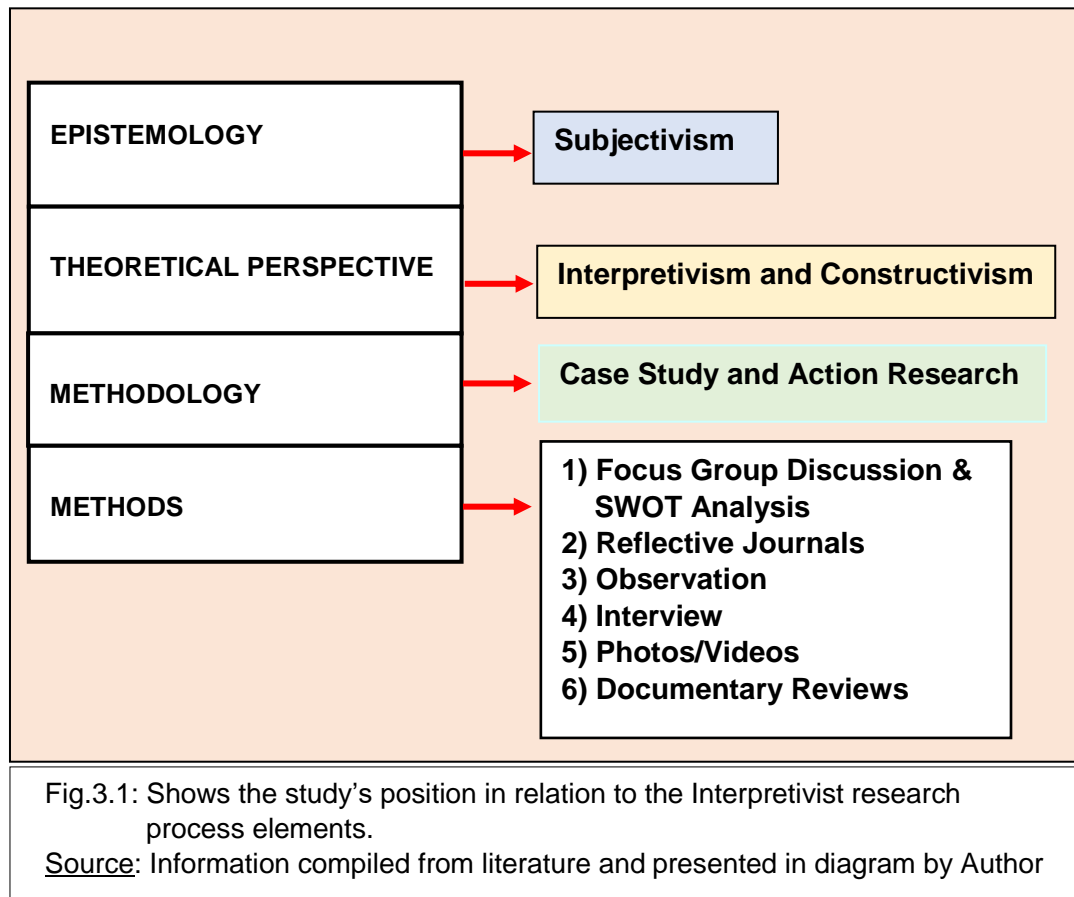 EPISTEMOLOGY
Subjectivism
THEORETICAL PERSPECTIVE
Interpretivism and Constructivism
METHODOLOGY
Case Study and Action Research
METHODS
1) Focus Group Discussion &
SWOT Analysis
2) Reflective Journals
3) Observation
4) Interview
5) Photos/Videos
6) Documentary Reviews
Fig.3.1: Shows the study’s position in relation to the Interpretivist research
process elements.
Source: Information compiled from literature and presented in diagram by Author